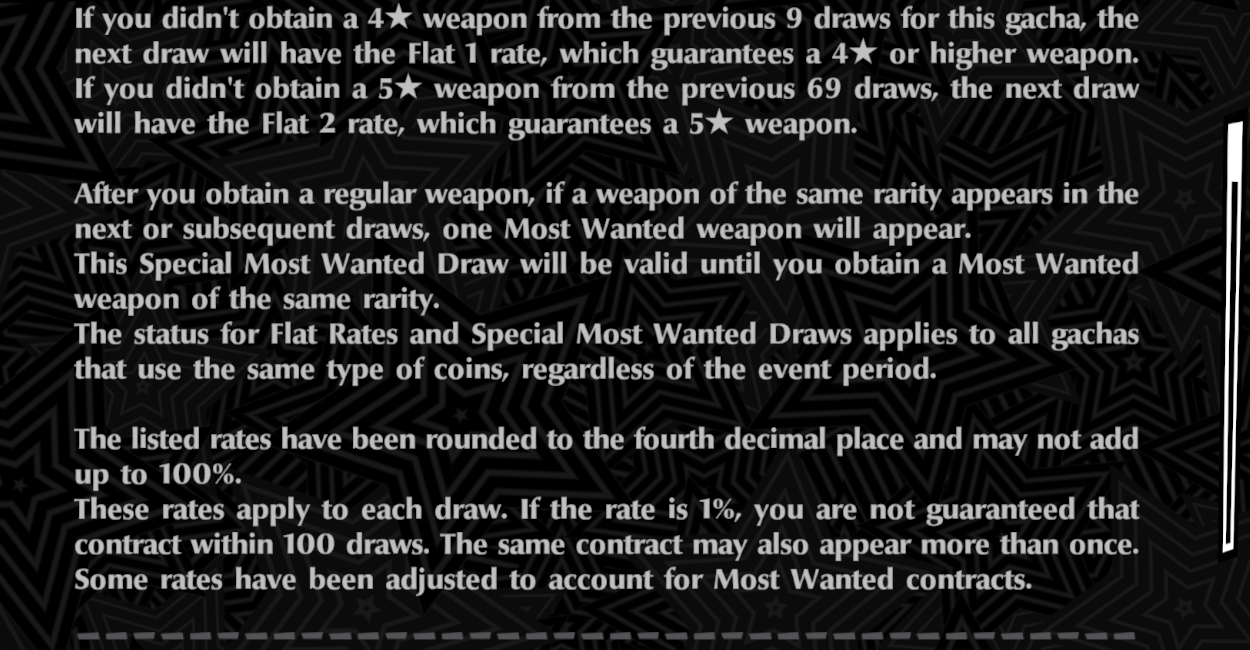 If you didn't obtain a 4★ weapon from the previous 9 draws for this gacha, the
next draw will have the Flat 1 rate, which guarantees a 4★ or higher weapon.
If you didn't obtain a 5★ weapon from the previous 69 draws, the next draw
will have the Flat 2 rate, which guarantees a 5★ weapon.
After you obtain a regular weapon, if a weapon of the same rarity appears in the
next or subsequent draws, one Most Wanted weapon will appear.
This Special Most Wanted Draw will be valid until you obtain a Most Wanted
weapon of the same rarity.
The status for Flat Rates and Special Most Wanted Draws applies to all gachas
that use the same type of coins, regardless of the event period.
The listed rates have been rounded to the fourth decimal place and may not add
up to 100%.
These rates apply to each draw. If the rate is 1%, you are not guaranteed that
contract within 100 draws. The same contract may also appear more than once.
Some rates have been adjusted to account for Most Wanted contracts.